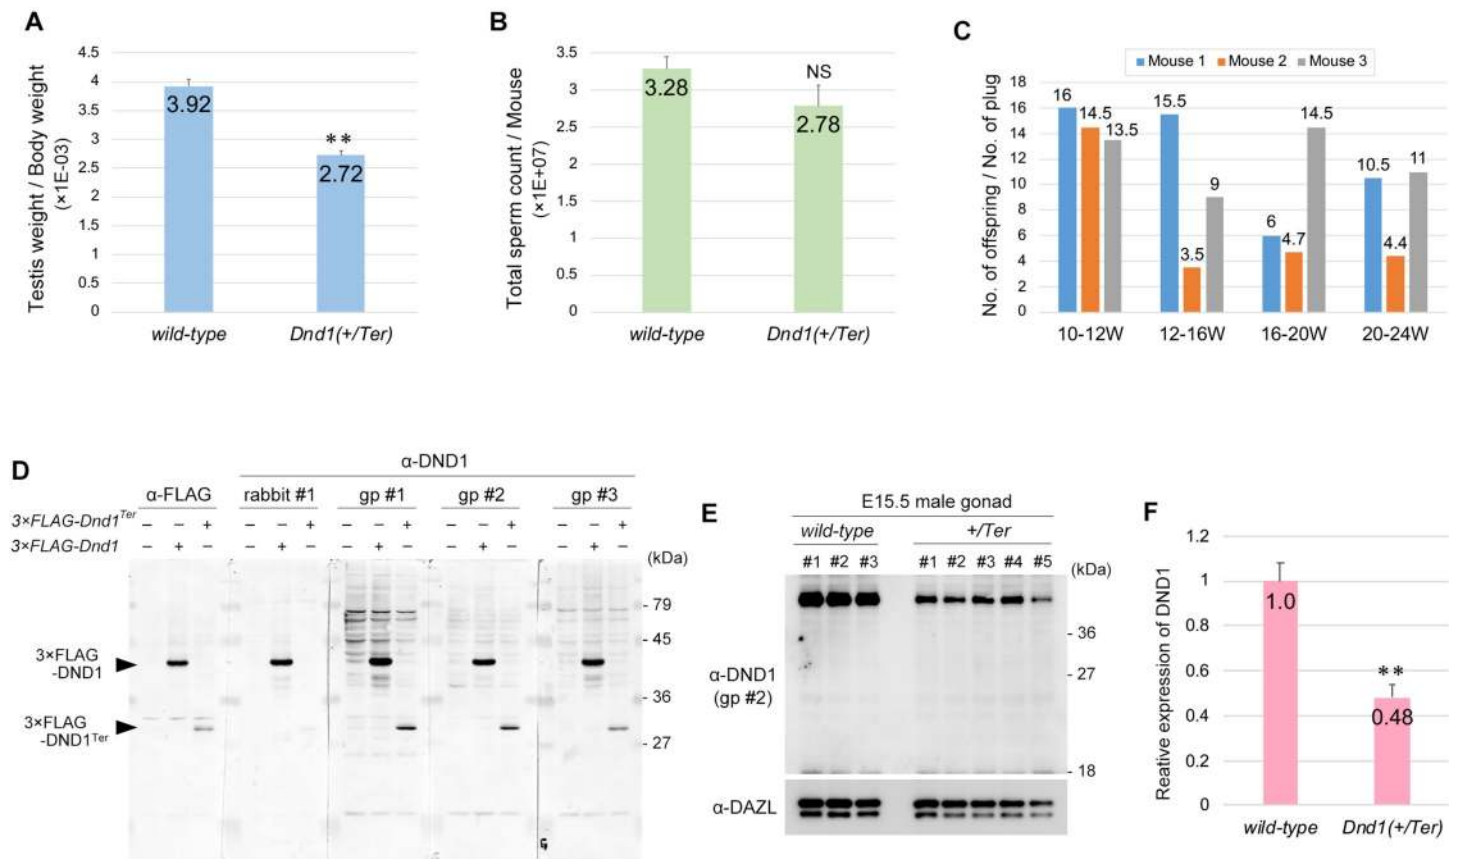 A
Testis weight / Body weight
(×1E-03)
4.5
4
3.5
3
2.5
2
1.5
1
0.5
0
3.92
**
2.72
wild-type
Dnd1(+/Ter)
B
Total sperm count / Mouse
(×1E+07)
3.5
3
2.5
2
1.5
1
0.5
0
3.28
NS
2.78
wild-type
Dnd1(+/Ter)
C
Mouse 1 Mouse 2 Mouse 3
No. of offspring / No. of plug
18
16
14
12
10
8
6
4
2
0
16
14.5
13.5
15.5
3.5
9
6
4.7
14.5
10.5
4.4
11
10-12W
12-16W
16-20W
20-24W
D
α-DND1
α-FLAG rabbit #1 gp #1 gp #2 gp #3
3×FLAG-Dnd1Ter – – + – – + – – + – – + – – +
3×FLAG-Dnd1 – + – – + – – + – – + – – + –
(kDa)
- 79
- 45
- 36
- 27
3×FLAG
-DND1
3×FLAG
-DND1Ter
E
E15.5 male gonad
wild-type +/Ter
#1 #2 #3 #1 #2 #3 #4 #5
(kDa)
- 36
- 27
- 18
α-DND1
(gp #2)
α-DAZL
F
Reative expression of DND1
1.2
1
0.8
0.6
0.4
0.2
0
1.0
**
0.48
wild-type
Dnd1(+/Ter)